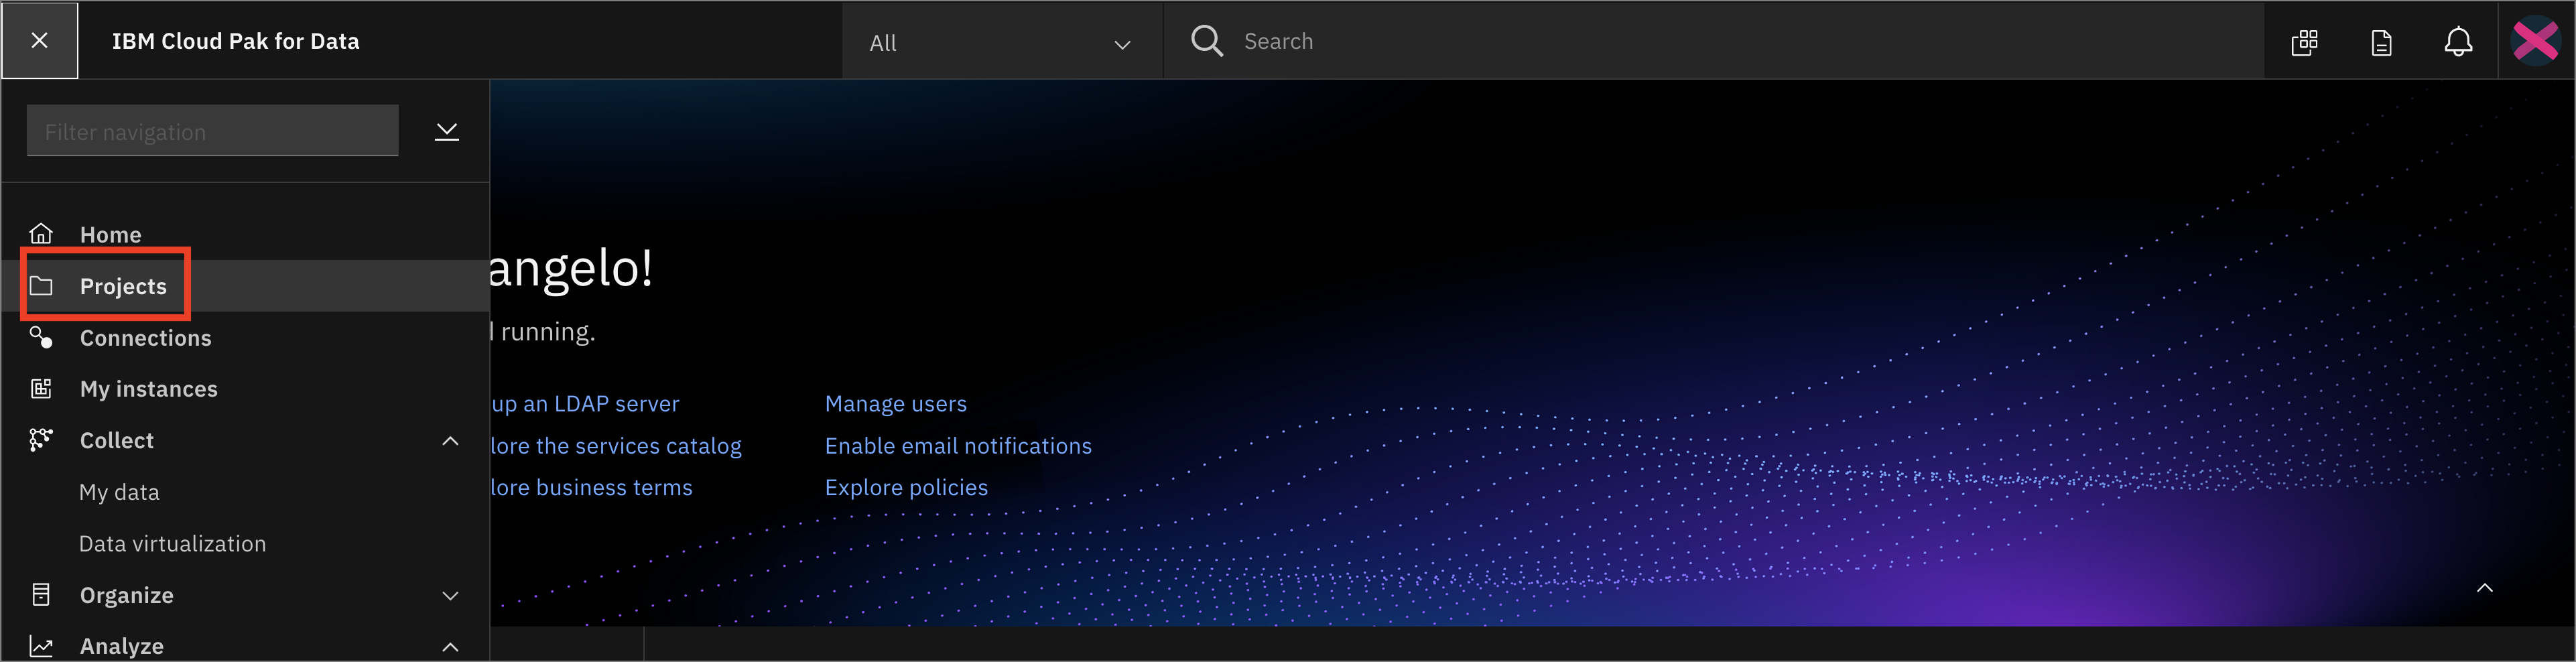 IBM Cloud Pak for Data
All
Search
Filter navigation
Home
Projects
Connections
My instances
Collect
My data
Data virtualization
Organize
Analyze
angelo!
running.
up an LDAP server
Manage users
lore the services catalog
Enable email notifications
lore business terms
Explore policies